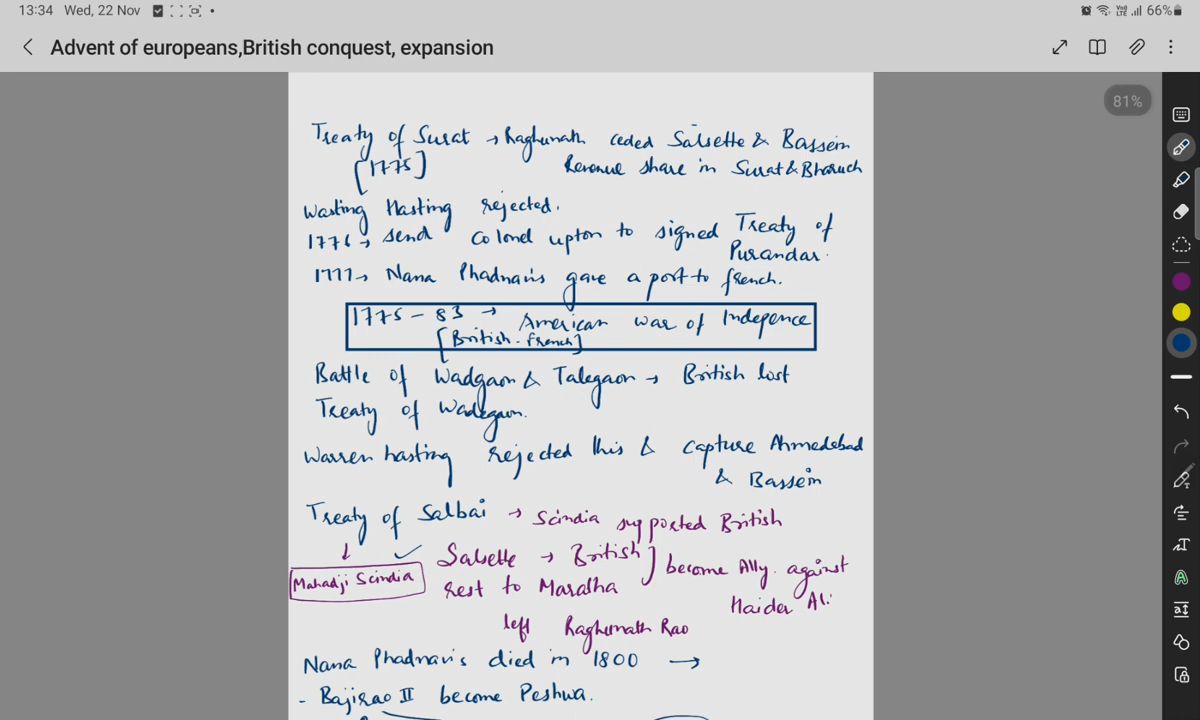 13:34 Wed, 22 Nov
66%
Advent of europeans,British conquest, expansion
81%
Treaty of Surat → Raghunath ceded Salsette & Bassein
[1775] Revenue share in Surat & Bharuch
Warting Hasting rejected.
1776 → send Colonel upton to signed Treaty of
Purandar.
1777 → Nana Phadnavis gave a port to french.
1775 - 83 → American war of Indepence
[British - french]
Battle of Wadgaon & Talegaon → British lost
Treaty of Wadegaon.
Warren hasting rejected this & capture Ahmedebad
& Bassein
Treaty of Salbai → Scindia supported British
Mahadji Scindia
Salsette → British] become Ally against
rest to Maratha Haider Ali
left Raghunath Rao
Nana Phadnavis died in 1800 →
- Bajirao II become Peshwa.